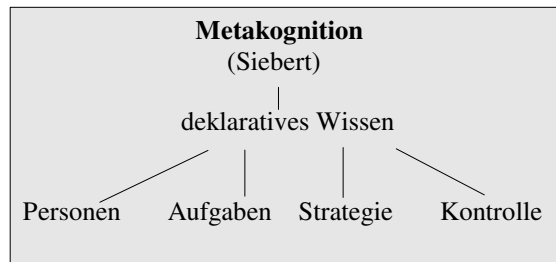 Metakognition
(Siebert)
deklaratives Wissen
Personen Aufgaben Strategie Kontrolle